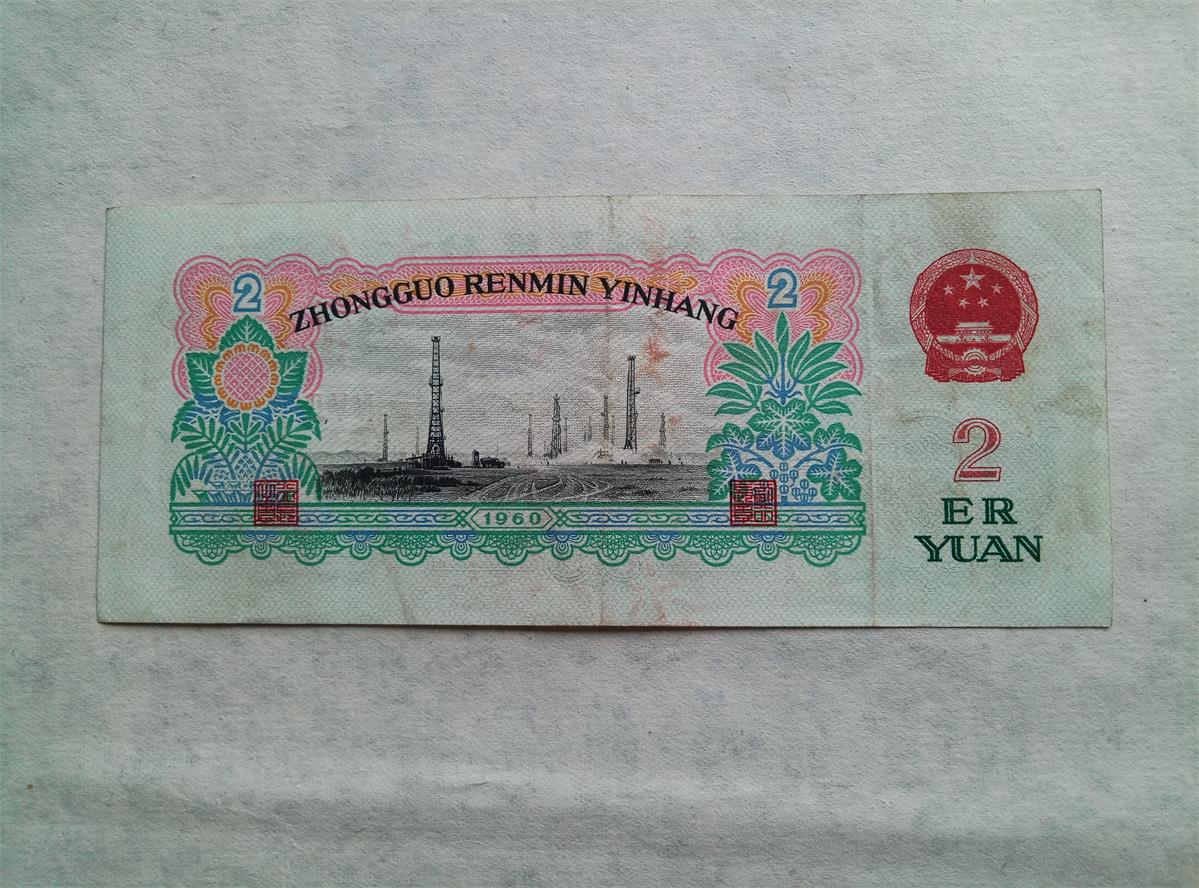 2
2
ZHONGGUO RENMIN YINHANG
1960
2
ER
YUAN